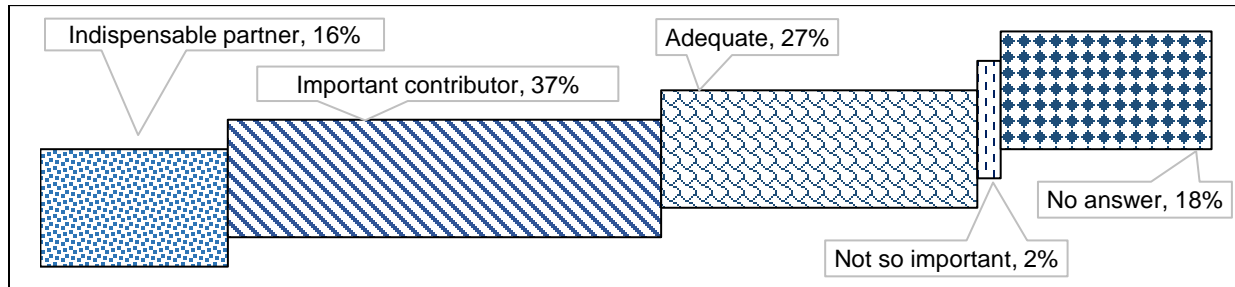 Indispensable partner, 16%
Important contributor, 37%
Adequate, 27%
Not so important, 2%
No answer, 18%